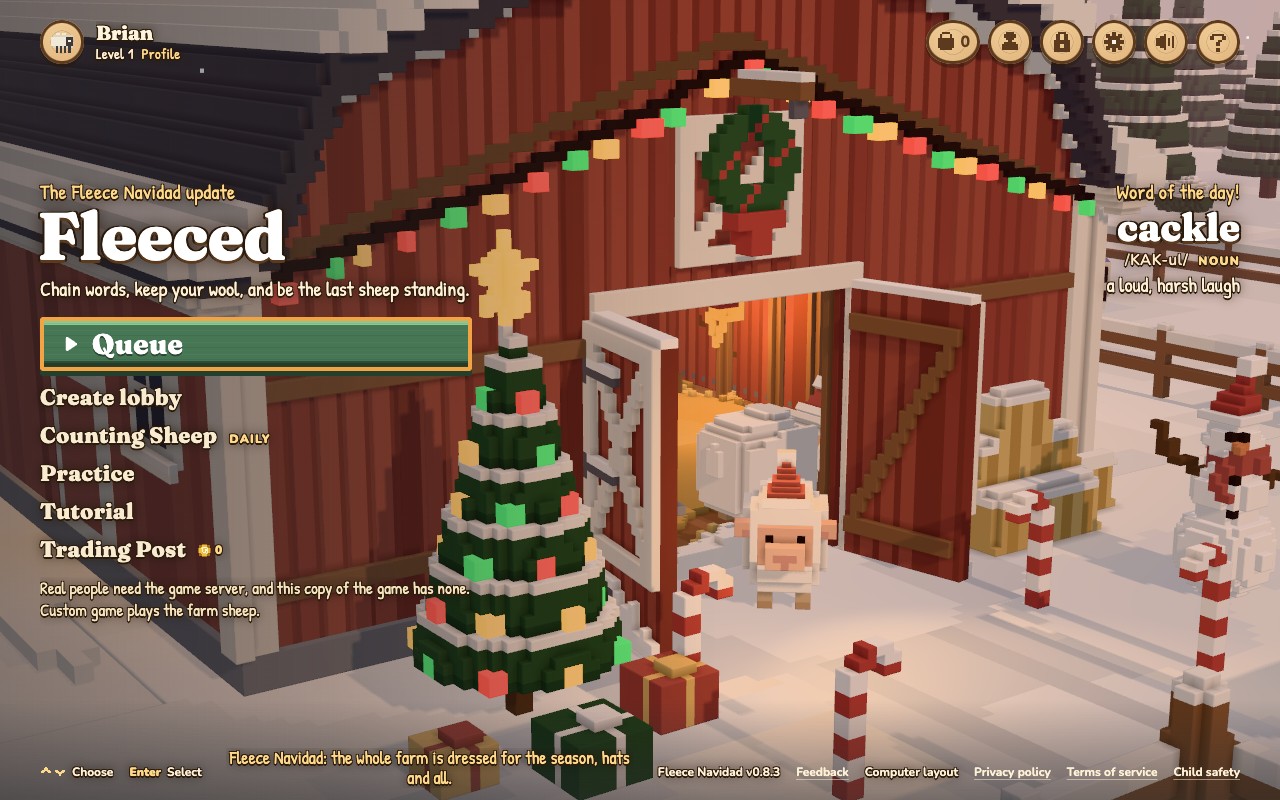 Brian
Level 1 Profile
0
The Fleece Navidad update
Fleeced
Chain words, keep your wool, and be the last sheep standing.
Queue
Create lobby
Counting Sheep DAILY
Practice
Tutorial
Trading Post 0
Real people need the game server, and this copy of the game has none.
Custom game plays the farm sheep.
Word of the day!
cackle
/KAK-ul/ NOUN
a loud, harsh laugh
Choose Enter Select
Fleece Navidad: the whole farm is dressed for the season, hats
and all.
Fleece Navidad v0.8.3 Feedback Computer layout Privacy policy Terms of service Child safety